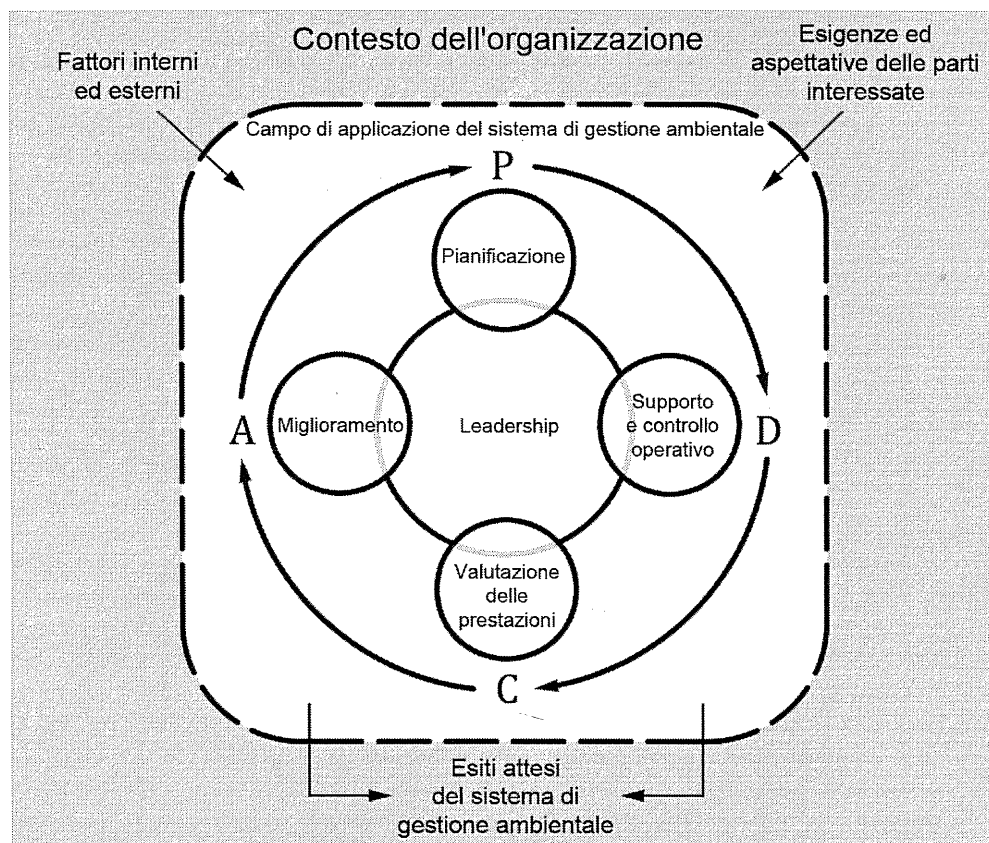 Contesto dell'organizzazione
Fattori interni
ed esterni
Esigenze ed
aspettative delle parti
interessate
Campo di applicazione del sistema di gestione ambientale
P
Pianificazione
A
Miglioramento
Leadership
Supporto
e controllo
operativo
D
Valutazione
delle
prestazioni
C
Esiti attesi
del sistema di
gestione ambientale